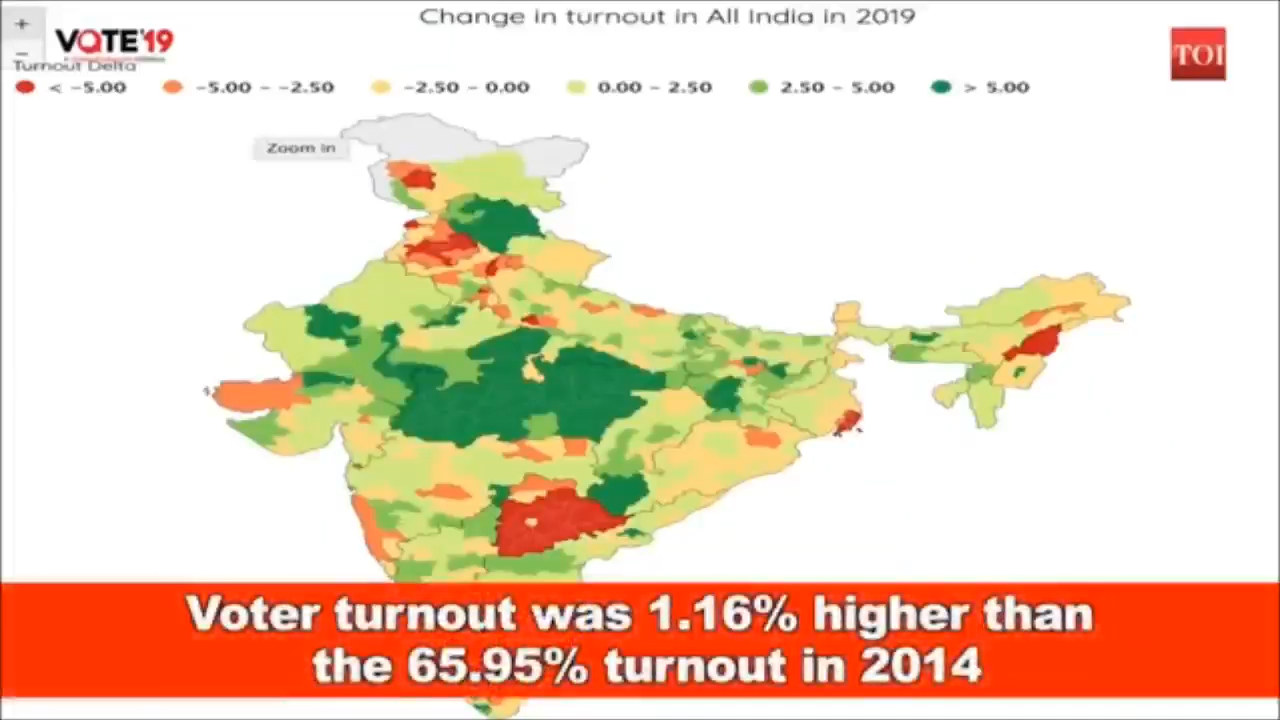 Change in turnout in All India in 2019
+
VOTE'19
−
TOI
Turnout Delta
< -5.00 -5.00 - -2.50 -2.50 - 0.00 0.00 - 2.50 2.50 - 5.00 > 5.00
Zoom In
Voter turnout was 1.16% higher than
the 65.95% turnout in 2014